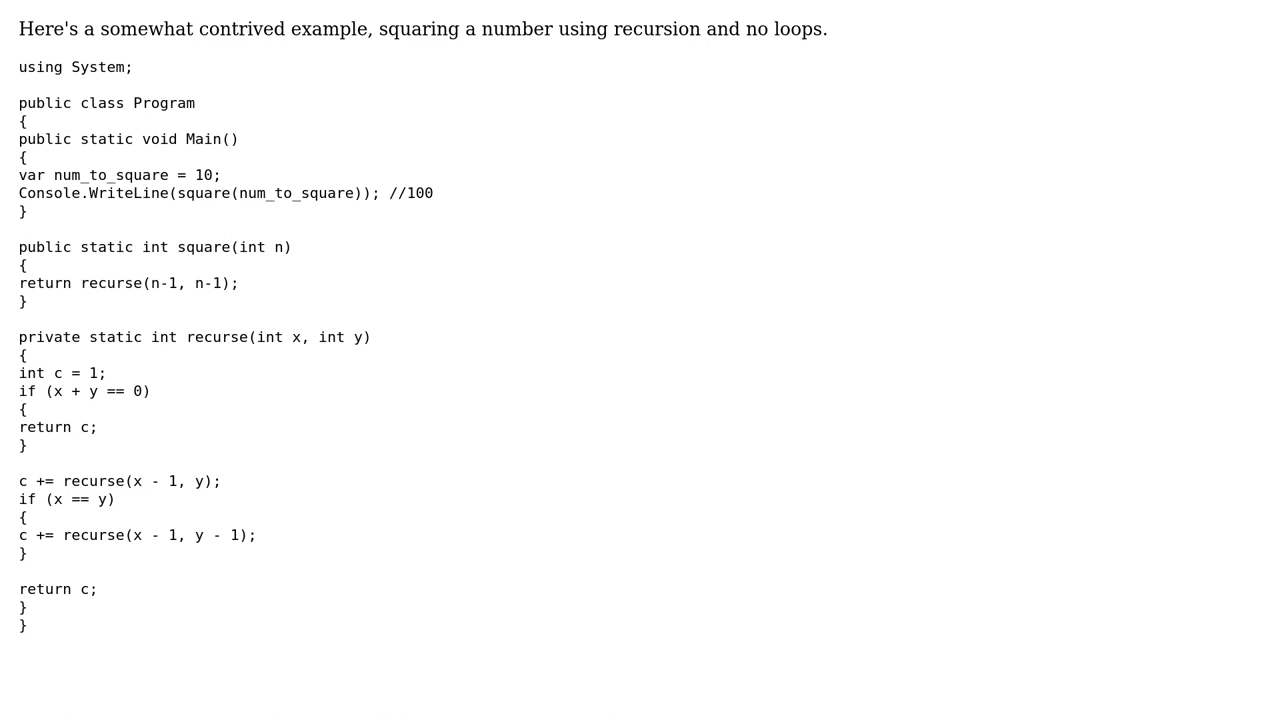 Here's a somewhat contrived example, squaring a number using recursion and no loops.
using System;
public class Program
{
public static void Main()
{
var num_to_square = 10;
Console.WriteLine(square(num_to_square)); //100
}
public static int square(int n)
{
return recurse(n-1, n-1);
}
private static int recurse(int x, int y)
{
int c = 1;
if (x + y == 0)
{
return c;
}
c += recurse(x - 1, y);
if (x == y)
{
c += recurse(x - 1, y - 1);
}
return c;
}
}